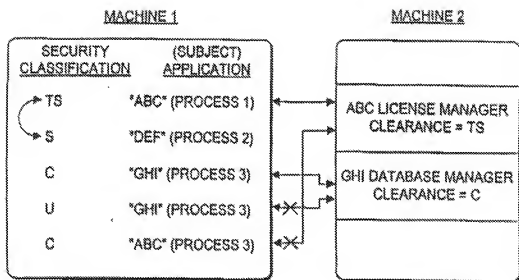 MACHINE 1
MACHINE 2
SECURITY CLASSIFICATION
(SUBJECT) APPLICATION
TS "ABC" (PROCESS 1)
S "DEF" (PROCESS 2)
C "GHI" (PROCESS 3)
U "GHI" (PROCESS 3)
C "ABC" (PROCESS 3)
ABC LICENSE MANAGER
CLEARANCE = TS
GHI DATABASE MANAGER
CLEARANCE = C